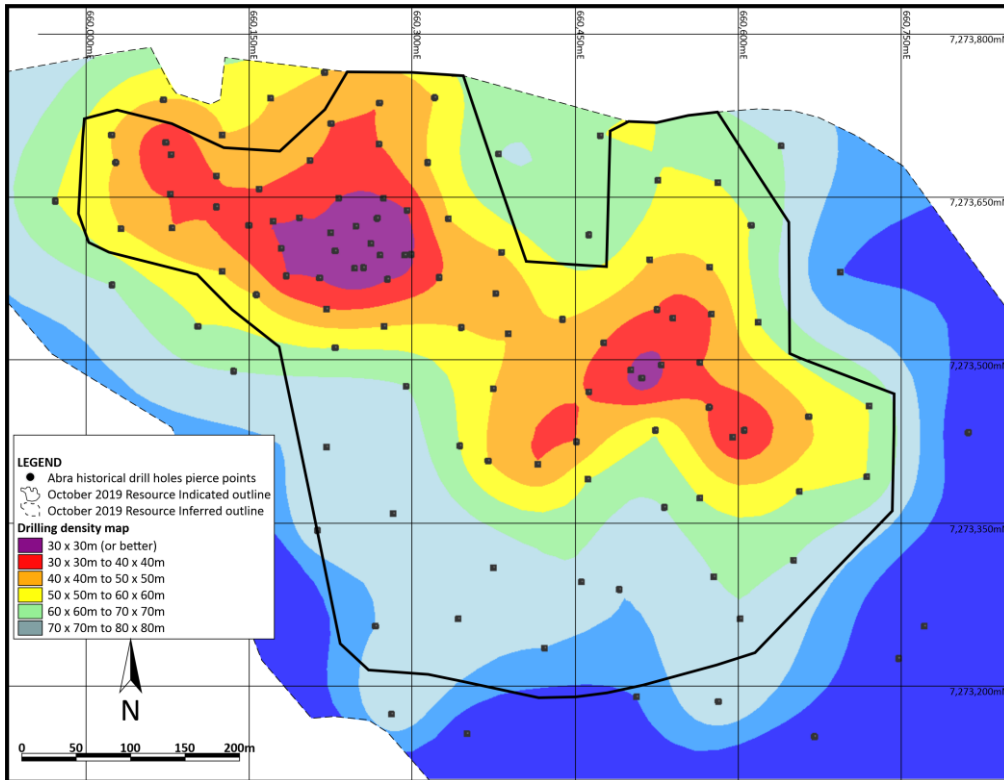 660,000mE
660,150mE
660,300mE
660,450mE
660,600mE
660,750mE
7,273,800mN
7,273,650mN
7,273,500mN
7,273,350mN
7,273,200mN
LEGEND
Abra historical drill holes pierce points
October 2019 Resource Indicated outline
October 2019 Resource Inferred outline
Drilling density map
30 x 30m (or better)
30 x 30m to 40 x 40m
40 x 40m to 50 x 50m
50 x 50m to 60 x 60m
60 x 60m to 70 x 70m
70 x 70m to 80 x 80m
N
0 50 100 150 200m